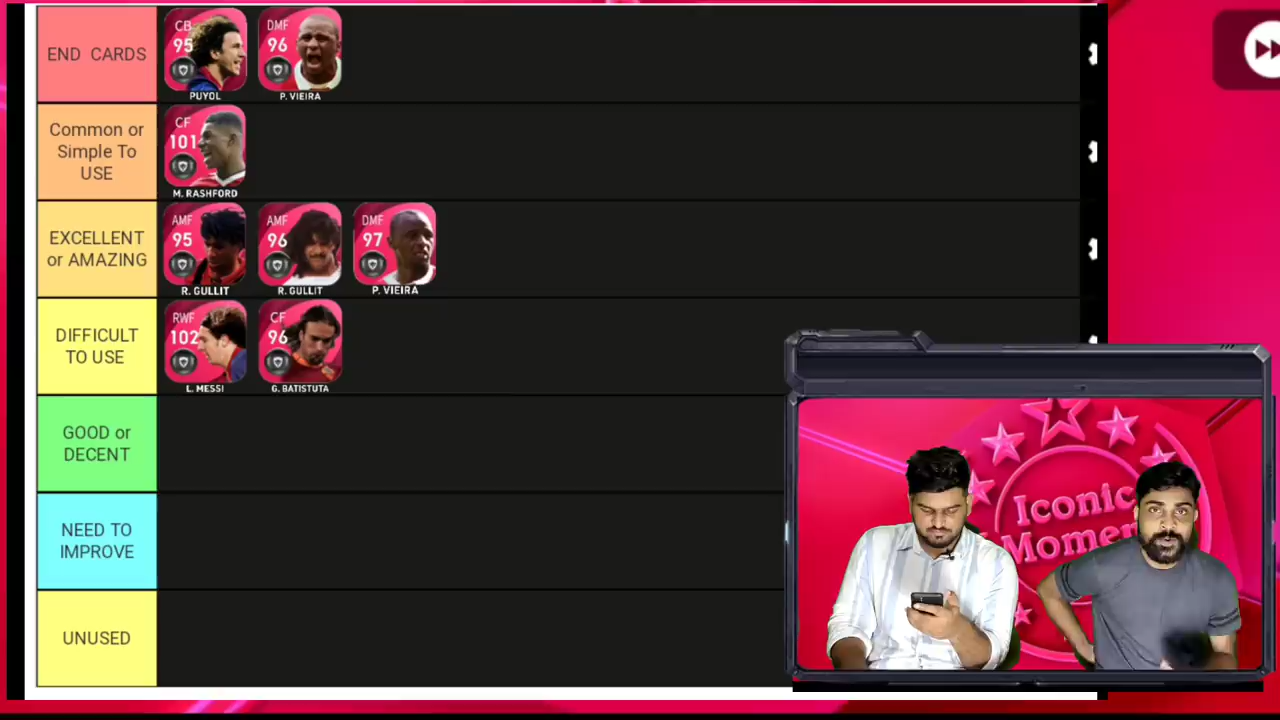 END CARDS
CB
95
PUYOL
DMF
96
P. VIEIRA
Common or
Simple To
USE
CF
101
M. RASHFORD
EXCELLENT
or AMAZING
AMF
95
R. GULLIT
AMF
96
R. GULLIT
DMF
97
P. VIEIRA
DIFFICULT
TO USE
RWF
102
L. MESSI
CF
96
G. BATISTUTA
GOOD or
DECENT
NEED TO
IMPROVE
UNUSED
Iconic
Momen